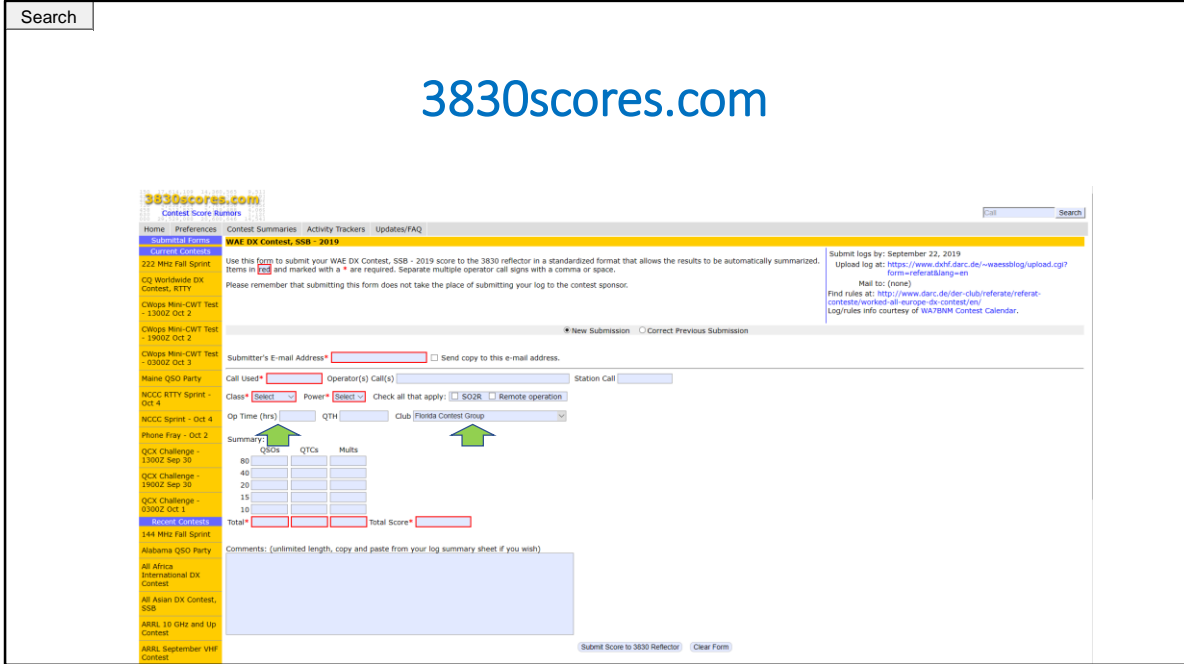 Search
3830scores.com
3830scores.com
Contest Score Rumors
Call
Search
Home Preferences Contest Summaries Activity Trackers Updates/FAQ
Submittal Forms
Current Contests
222 MHz Fall Sprint
CQ Worldwide DX
Contest, RTTY
CWops Mini-CWT Test
- 1300Z Oct 2
CWops Mini-CWT Test
- 1900Z Oct 2
CWops Mini-CWT Test
- 0300Z Oct 3
Maine QSO Party
NCCC RTTY Sprint -
Oct 4
NCCC Sprint - Oct 4
Phone Fray - Oct 2
QCX Challenge -
1300Z Sep 30
QCX Challenge -
1900Z Sep 30
QCX Challenge -
0300Z Oct 1
Recent Contests
144 MHz Fall Sprint
Alabama QSO Party
All Africa
International DX
Contest
All Asian DX Contest,
SSB
ARRL 10 GHz and Up
Contest
ARRL September VHF
Contest
WAE DX Contest, SSB - 2019
Use this form to submit your WAE DX Contest, SSB - 2019 score to the 3830 reflector in a standardized format that allows the results to be automatically summarized.
Items in red and marked with a * are required. Separate multiple operator call signs with a comma or space.
Please remember that submitting this form does not take the place of submitting your log to the contest sponsor.
Submit logs by: September 22, 2019
Upload log at: https://www.dxhf.darc.de/~waessblog/upload.cgi?
form=referat&lang=en
Mail to: (none)
Find rules at: http://www.darc.de/der-club/referate/referat-
conteste/worked-all-europe-dx-contest/en/
Log/rules info courtesy of WA7BNM Contest Calendar.
New Submission Correct Previous Submission
Submitter's E-mail Address* Send copy to this e-mail address.
Call Used* Operator(s) Call(s) Station Call
Class* Select Power* Select Check all that apply: SO2R Remote operation
Op Time (hrs) QTH Club Florida Contest Group
Summary:
QSOs QTCs Mults
80
40
20
15
10
Total* Total Score*
Comments: (unlimited length, copy and paste from your log summary sheet if you wish)
Submit Score to 3830 Reflector Clear Form